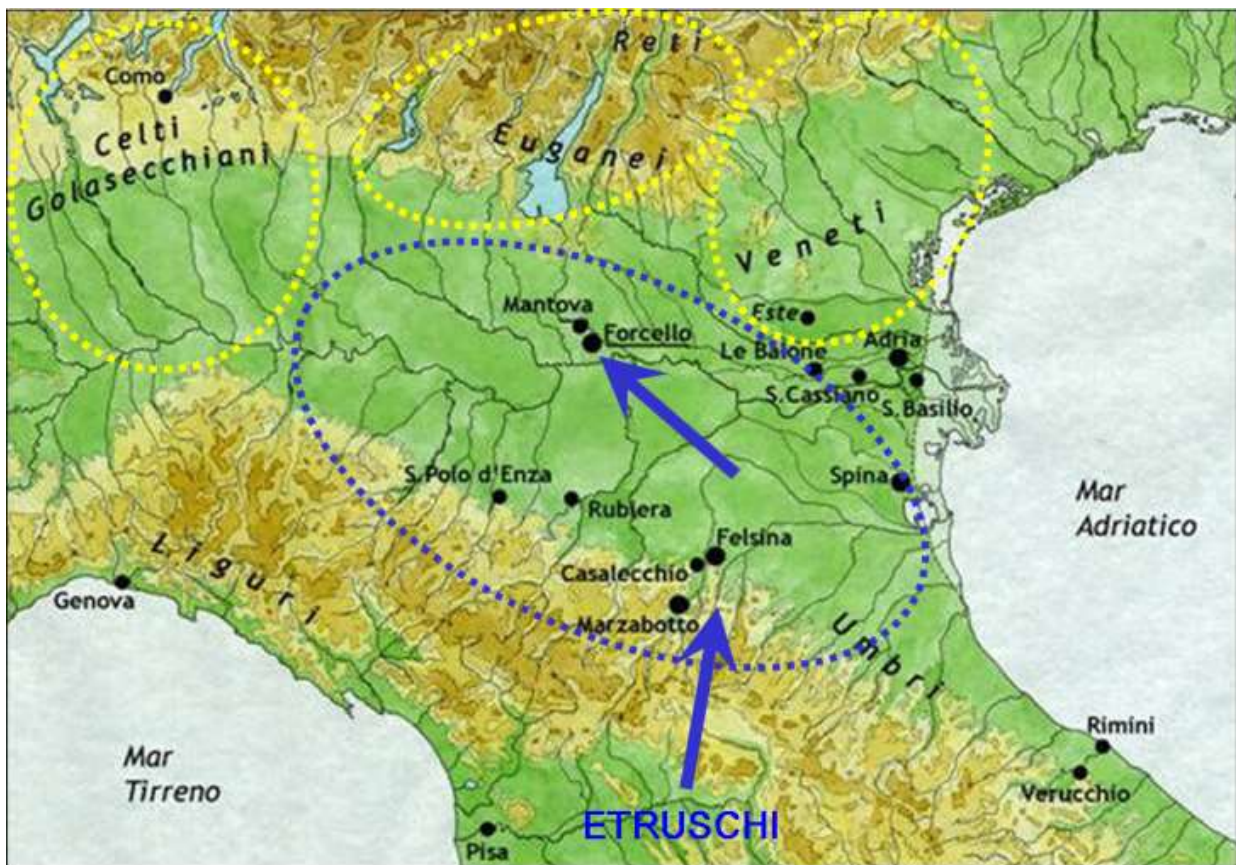 Reti
Como
Celti
Golasecchiani
Euganei
Veneti
Mantova
Forcello
Este
Adria
Le Balone
S.Cassiano
S.Basilio
S.Polo d'Enza
Rubiera
Spina
Mar
Adriatico
Felsina
Casalecchio
Marzabotto
Liguri
Genova
Umbri
Rimini
Verucchio
Mar
Tirreno
ETRUSCHI
Pisa